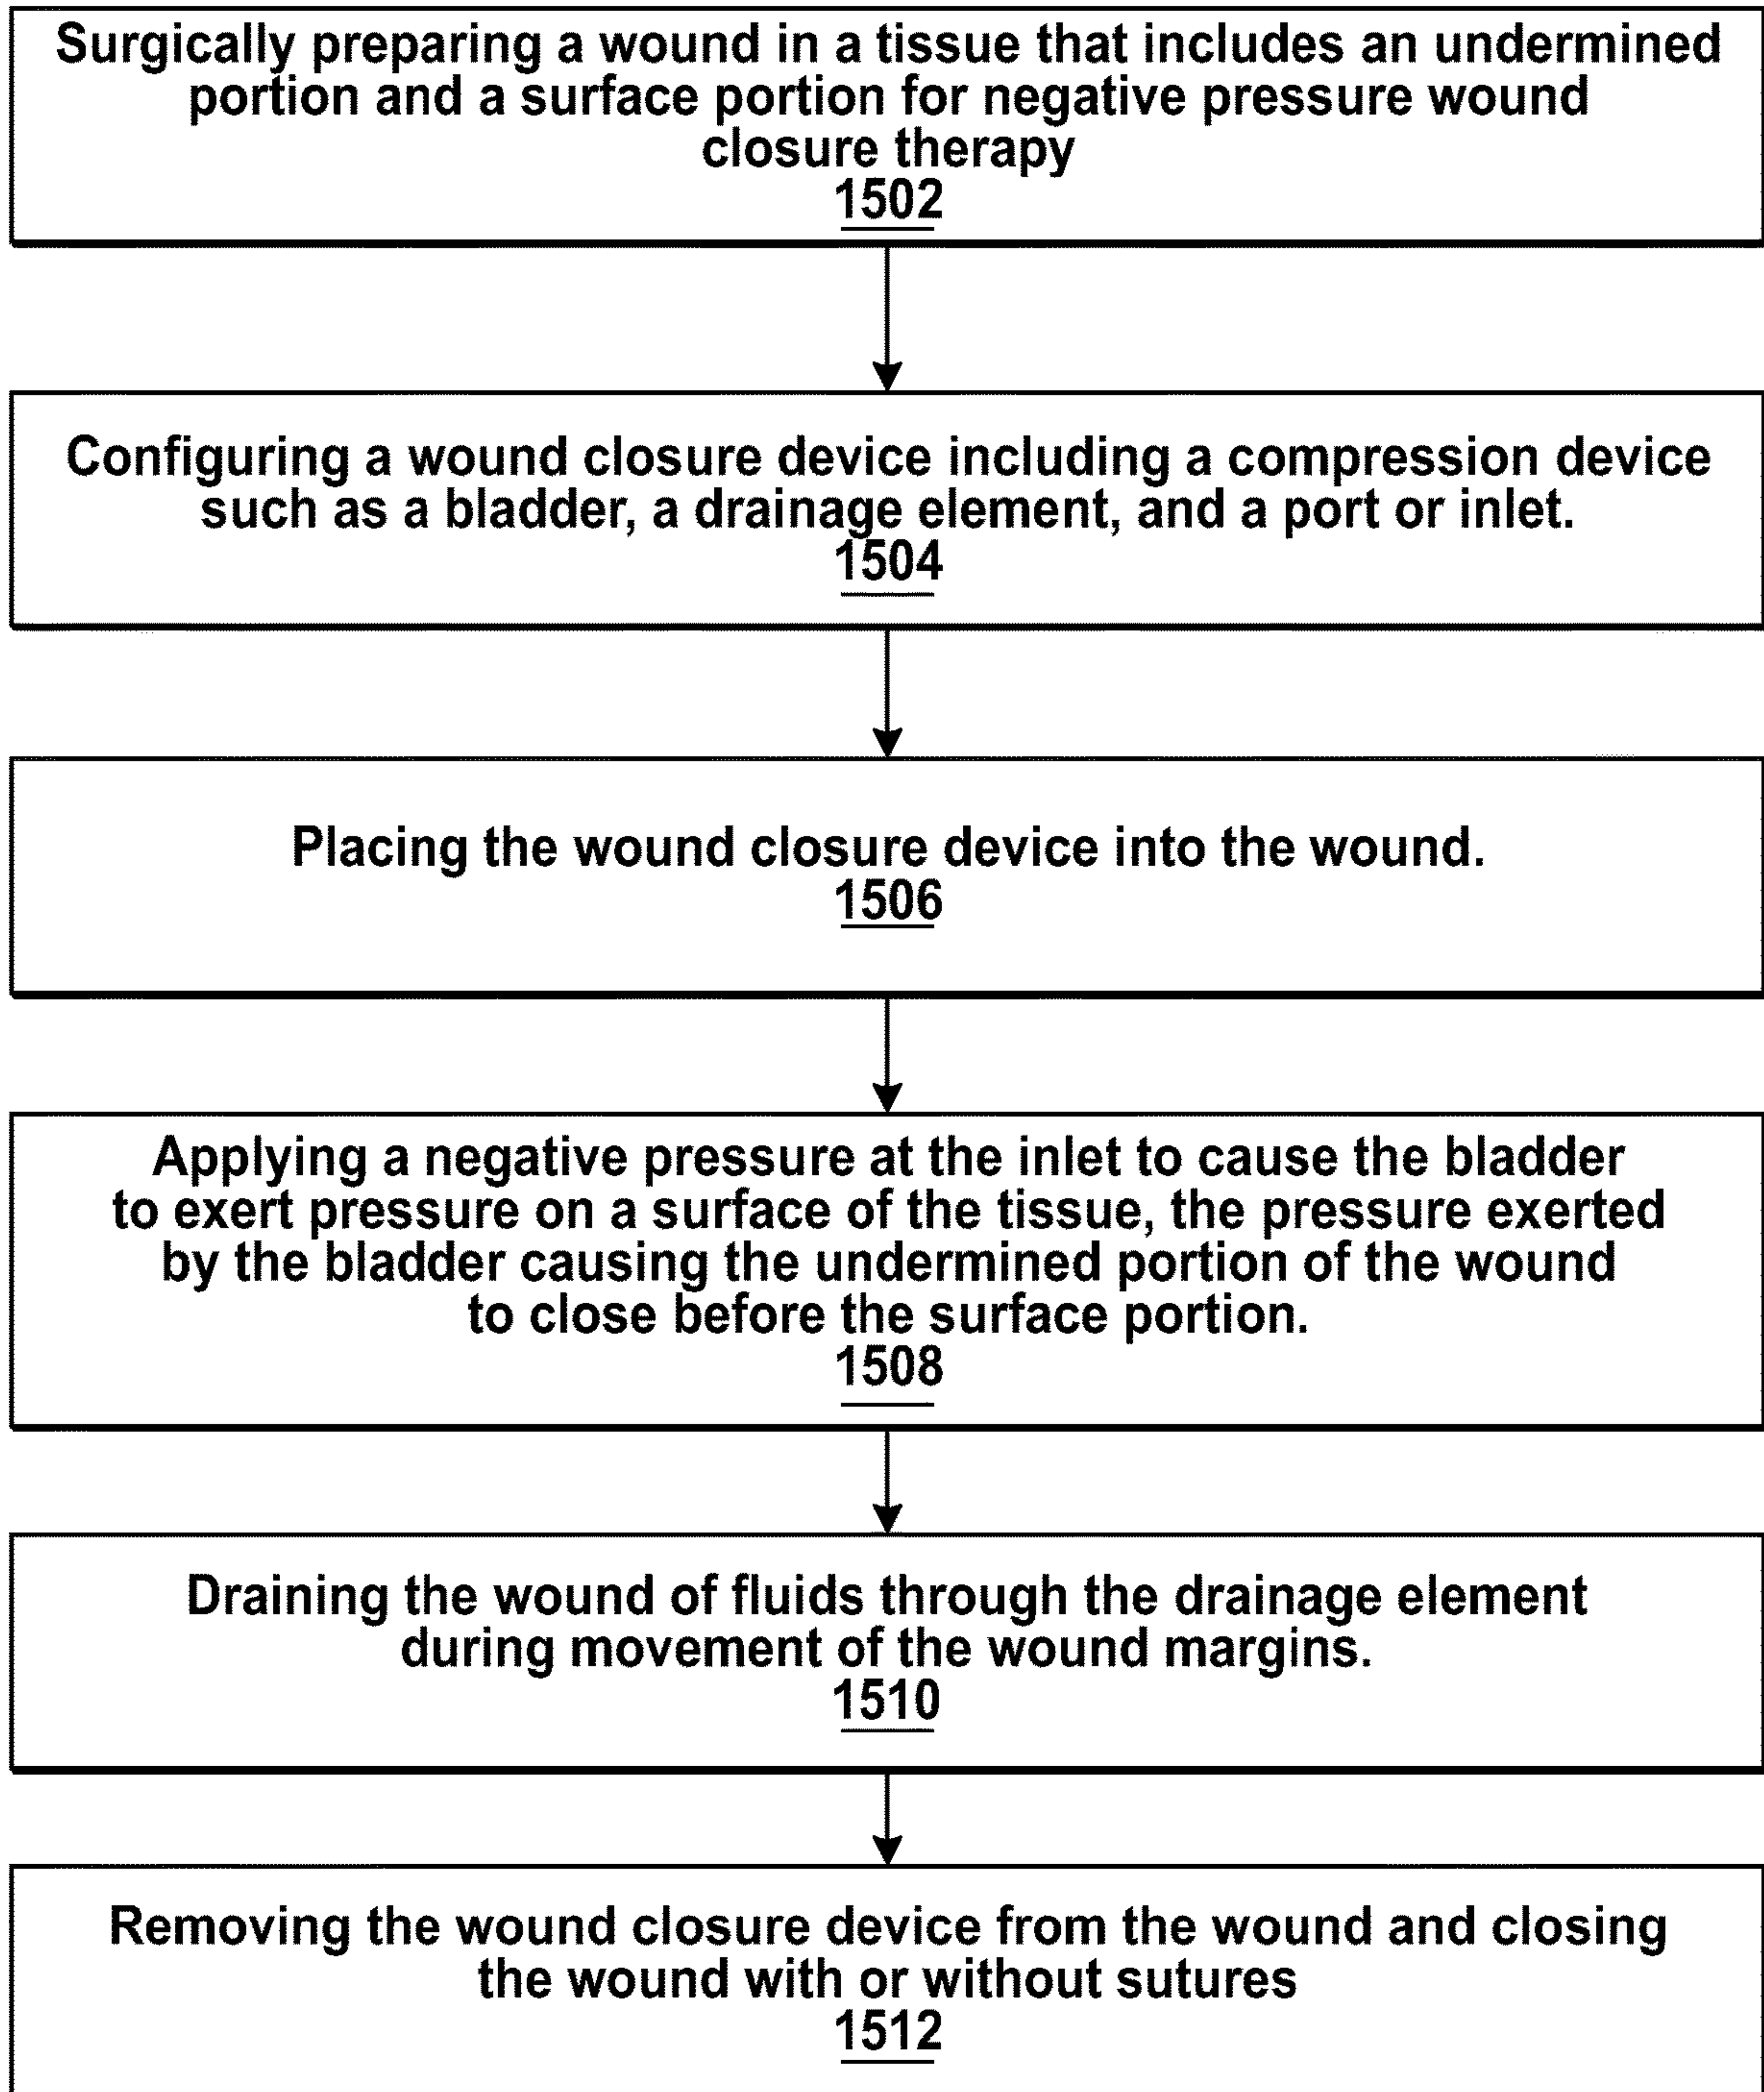 Surgically preparing a wound in a tissue that includes an undermined
portion and a surface portion for negative pressure wound
closure therapy
1502
Configuring a wound closure device including a compression device
such as a bladder, a drainage element, and a port or inlet.
1504
Placing the wound closure device into the wound.
1506
Applying a negative pressure at the inlet to cause the bladder
to exert pressure on a surface of the tissue, the pressure exerted
by the bladder causing the undermined portion of the wound
to close before the surface portion.
1508
Draining the wound of fluids through the drainage element
during movement of the wound margins.
1510
Removing the wound closure device from the wound and closing
the wound with or without sutures
1512